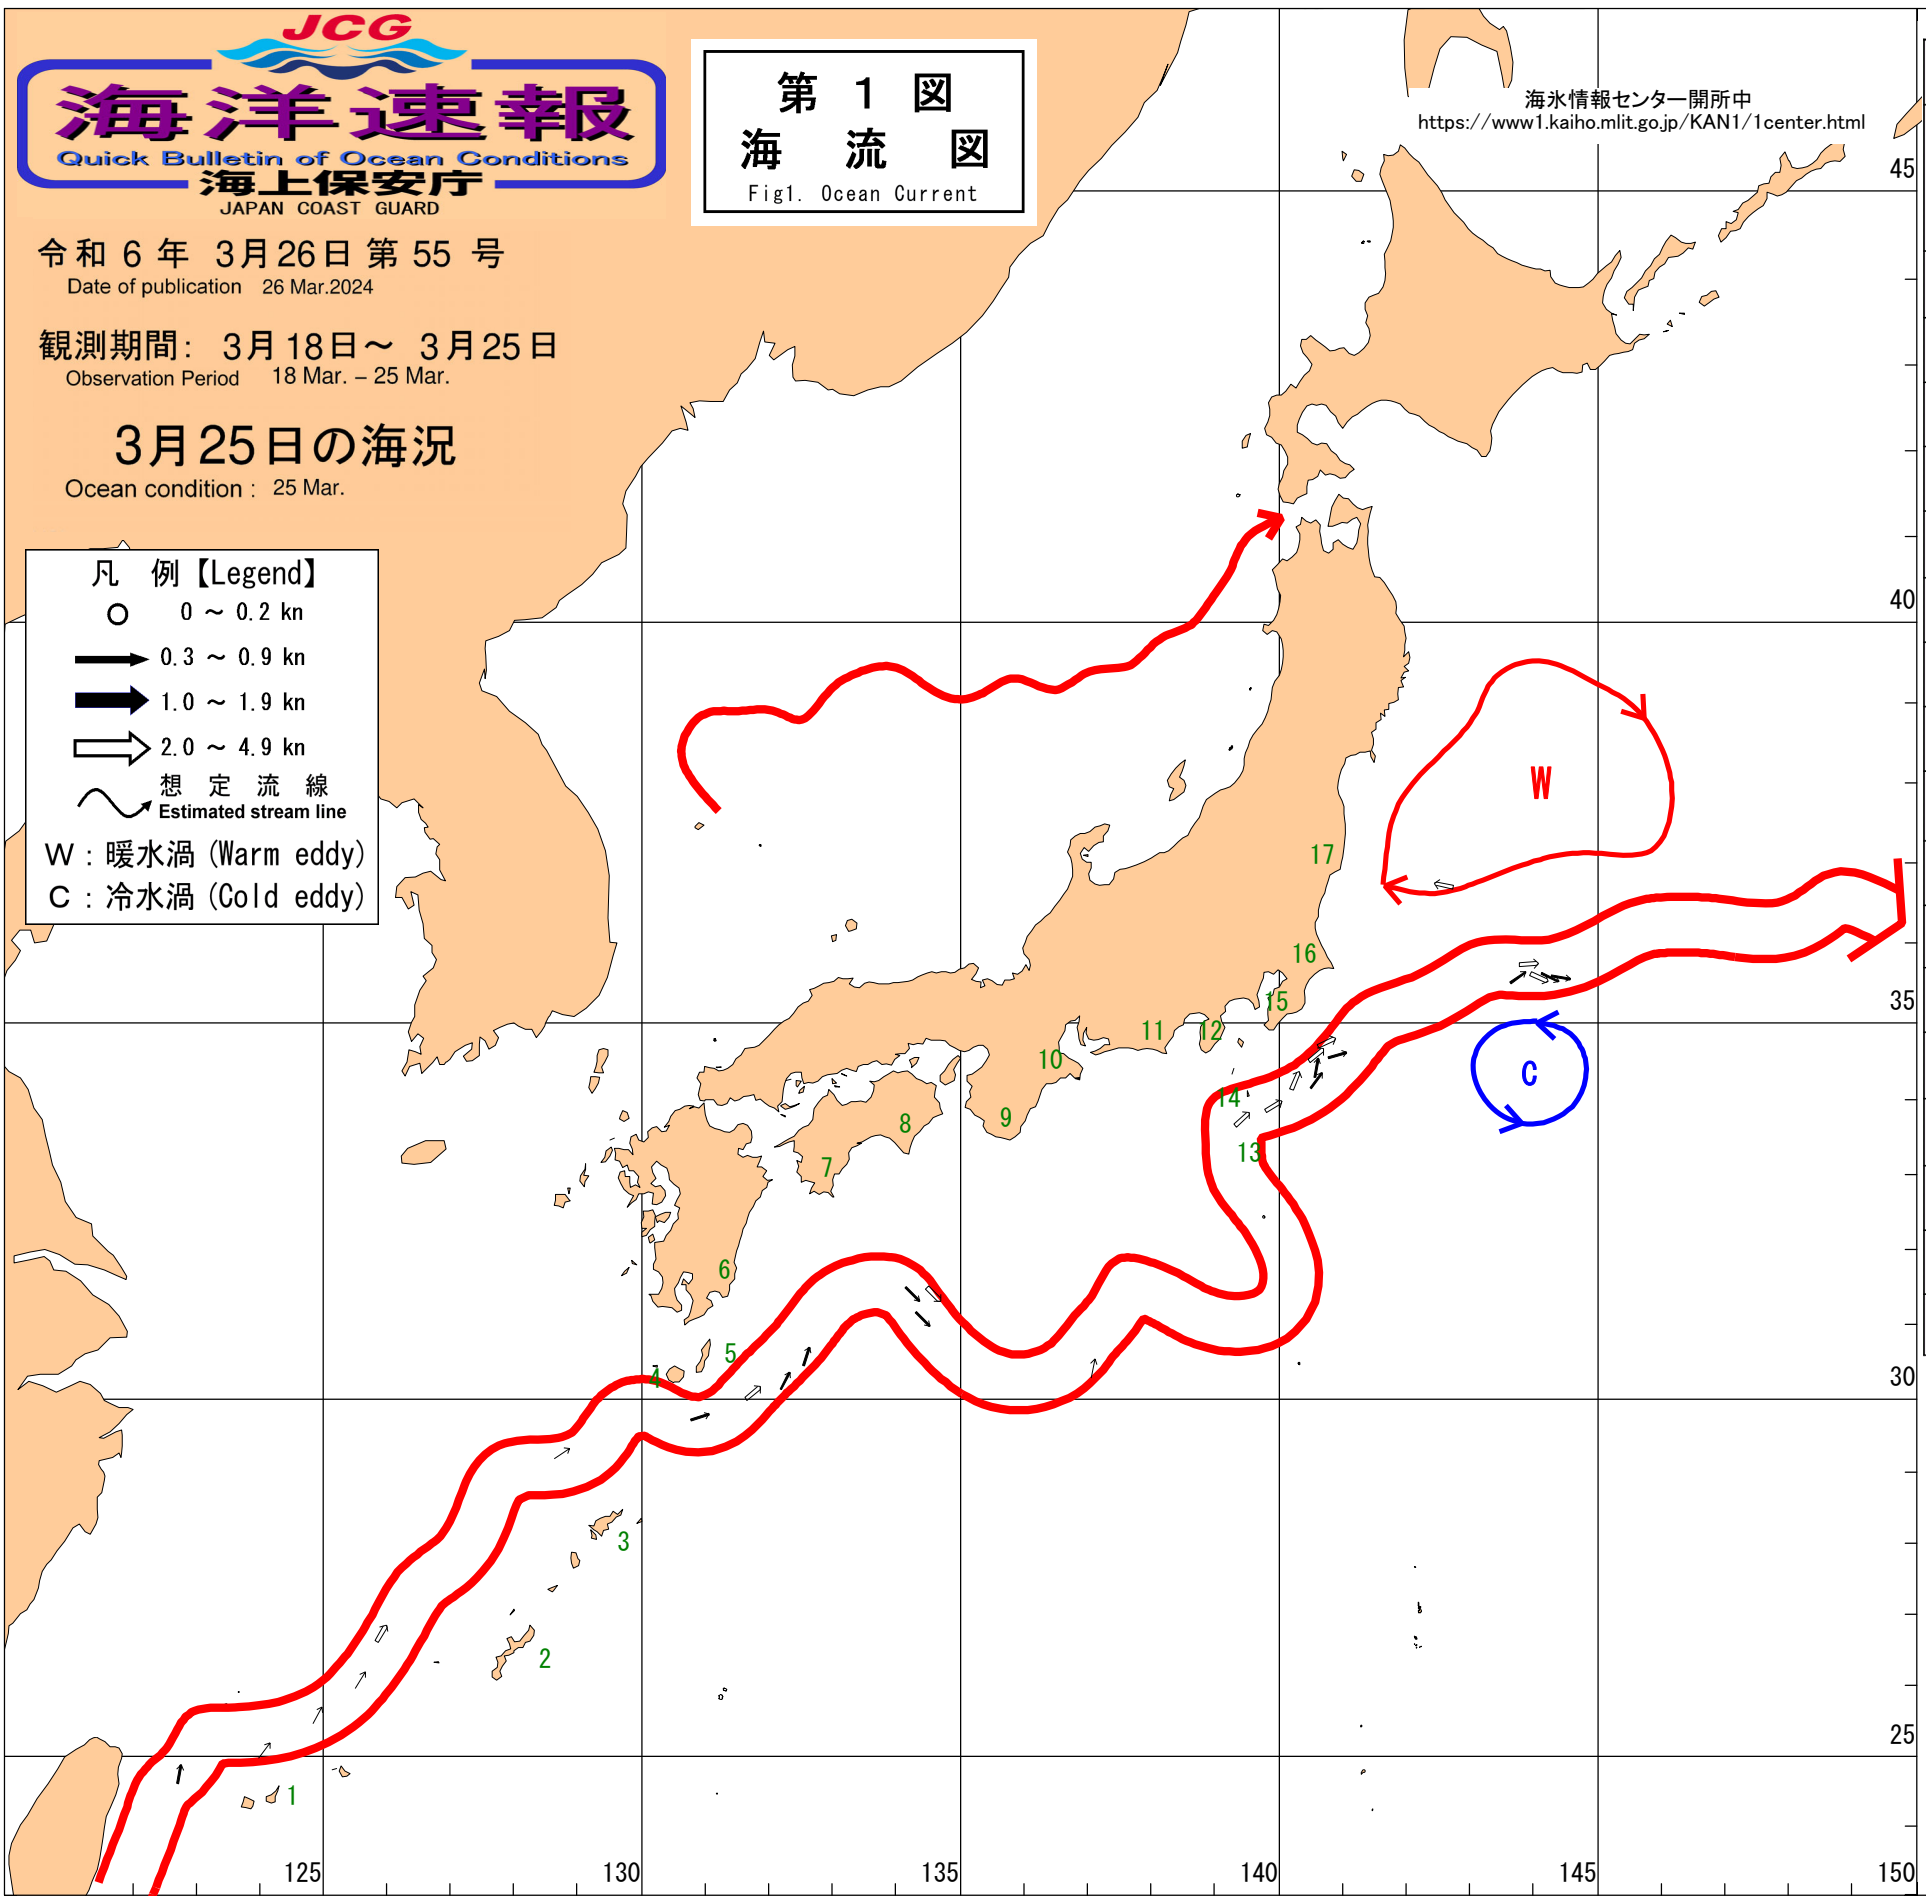 JCG
海洋速報
Quick Bulletin of Ocean Conditions
海上保安庁
JAPAN COAST GUARD
令和 6 年 3月26日 第 55 号
Date of publication 26 Mar.2024
観測期間: 3月18日～ 3月25日
Observation Period 18 Mar. – 25 Mar.
3月25日の海況
Ocean condition : 25 Mar.
第 1 図
海 流 図
Fig1. Ocean Current
海氷情報センター開所中
https://www1.kaiho.mlit.go.jp/KAN1/1center.html
凡 例【Legend】
0 ～ 0.2 kn
0.3 ～ 0.9 kn
1.0 ～ 1.9 kn
2.0 ～ 4.9 kn
想 定 流 線
Estimated stream line
W : 暖水渦 (Warm eddy)
C : 冷水渦 (Cold eddy)
45
40
35
30
25
W
C
17
16
15
14
13
12
11
10
9
8
7
6
5
4
3
2
1
125
130
135
140
145
150